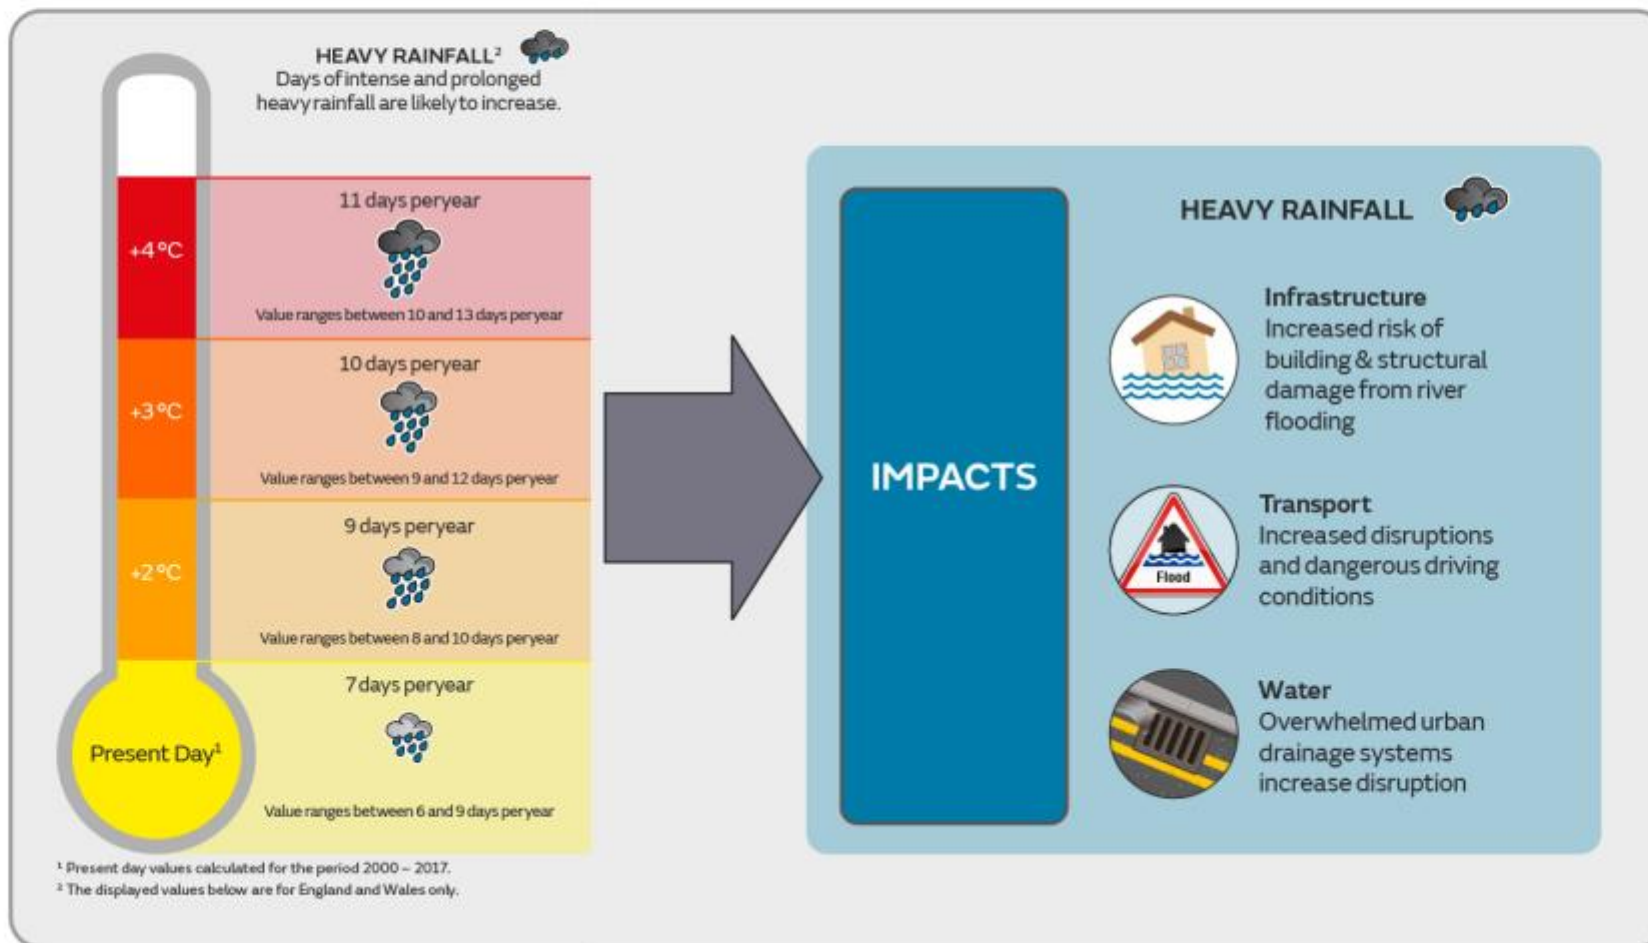 HEAVY RAINFALL²
Days of intense and prolonged
heavy rainfall are likely to increase.
+4°C
11 days peryear
Value ranges between 10 and 13 days peryear
+3°C
10 days peryear
Value ranges between 9 and 12 days peryear
+2°C
9 days peryear
Value ranges between 8 and 10 days peryear
Present Day¹
7 days peryear
Value ranges between 6 and 9 days peryear
¹ Present day values calculated for the period 2000 – 2017.
² The displayed values below are for England and Wales only.
IMPACTS
HEAVY RAINFALL
Infrastructure
Increased risk of
building & structural
damage from river
flooding
Flood
Transport
Increased disruptions
and dangerous driving
conditions
Water
Overwhelmed urban
drainage systems
increase disruption